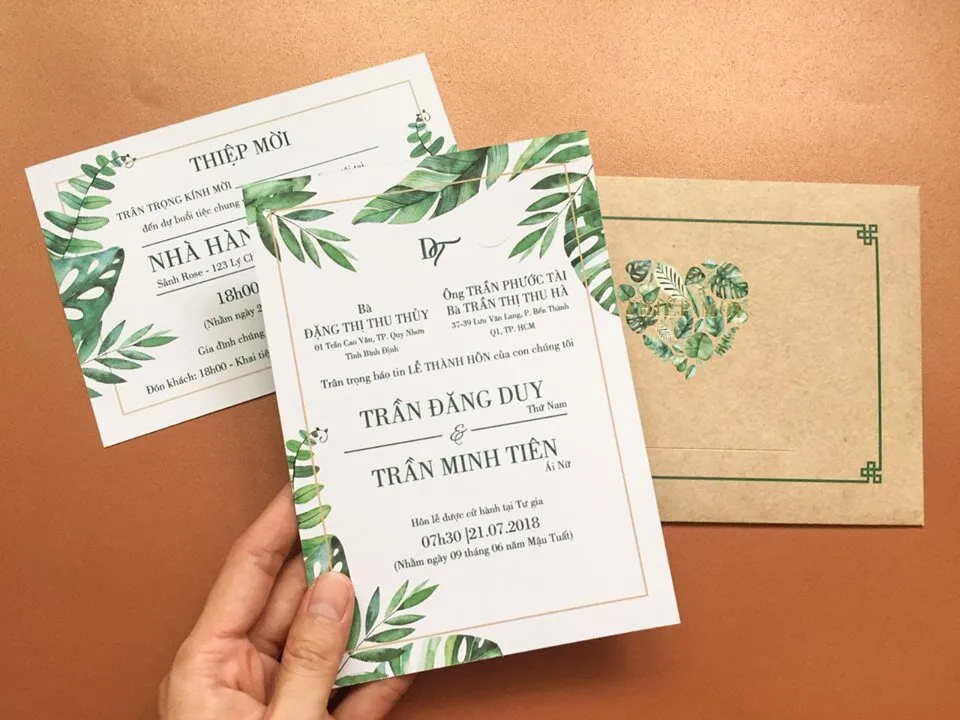 THIỆP MỜI
TRÂN TRỌNG KÍNH MỜI
đến dự buổi tiệc chung
NHÀ HÀN
Sảnh Rose - 123 Lý Ch
18h00
(Nhằm ngày 2
Gia đình chúng
Đón khách: 18h00 - Khai tiệ
DT
Bà
ĐẶNG THỊ THU THỦY
01 Trần Cao Vân, TP. Quy Nhơn
Tỉnh Bình Định
Ông TRẦN PHƯỚC TÀI
Bà TRẦN THỊ THU HÀ
37-39 Lưu Văn Lang, P. Bến Thành
Q1, TP. HCM
Trân trọng báo tin LỄ THÀNH HÔN của con chúng tôi
TRẦN ĐĂNG DUY
Thứ Nam
&
TRẦN MINH TIÊN
Ái Nữ
Hôn lễ được cử hành tại Tư gia
07h30 |21.07.2018
(Nhằm ngày 09 tháng 06 năm Mậu Tuất)